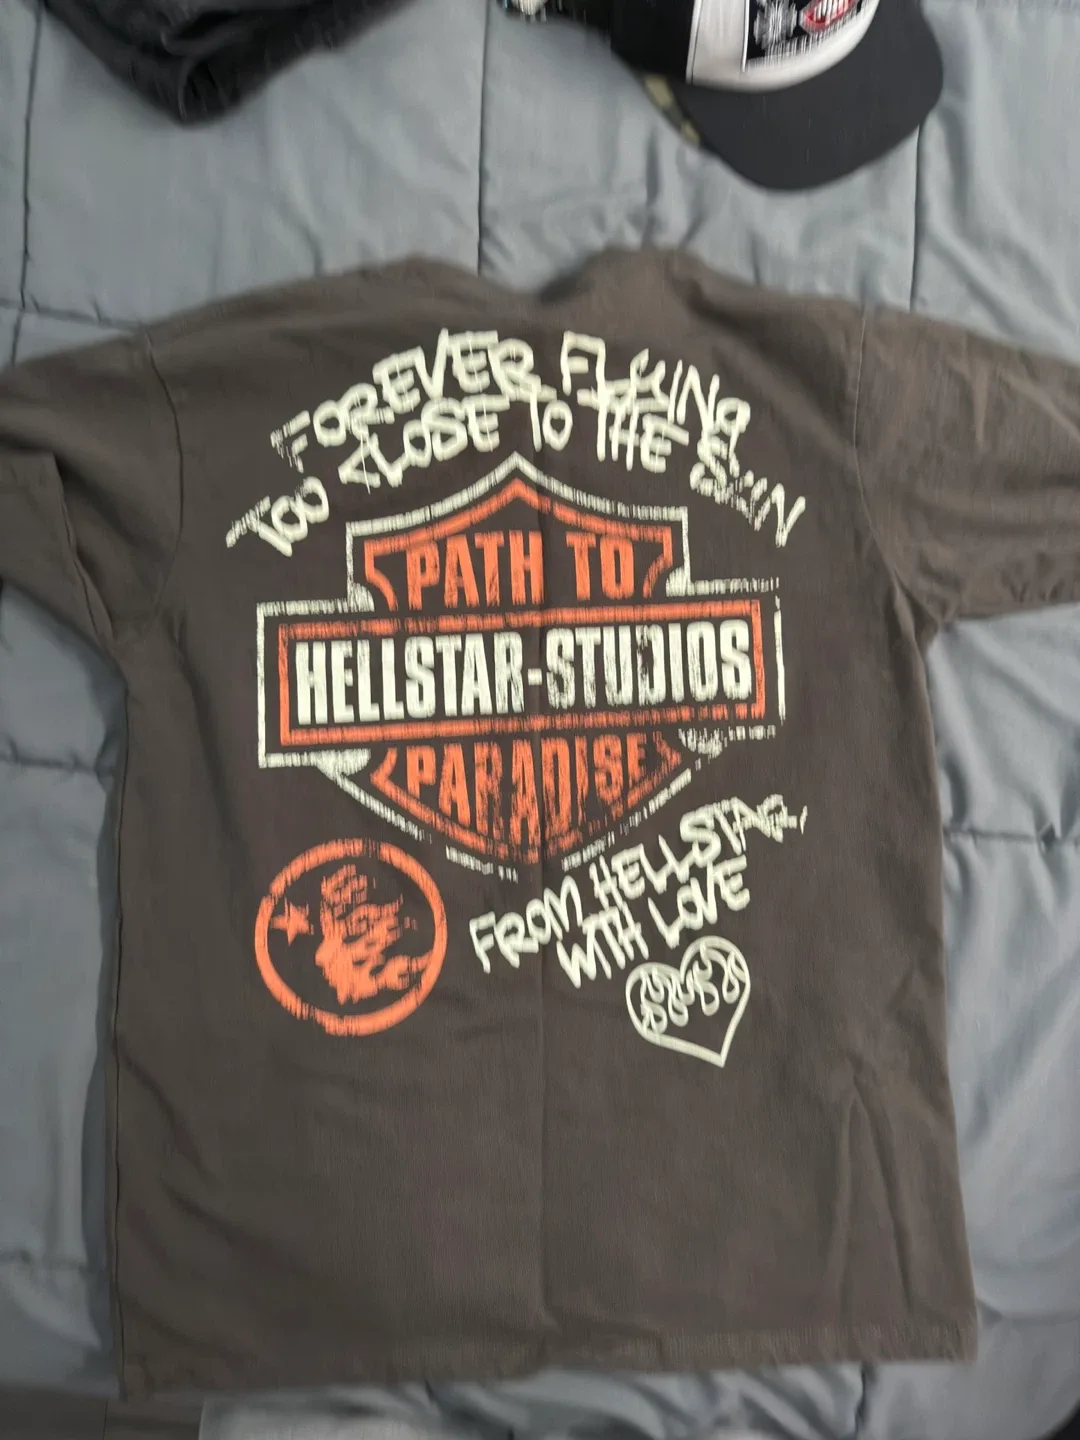 FOREVER FLYING
TOO CLOSE TO THE SUN
PATH TO
HELLSTAR-STUDIOS
PARADISE
FROM HELLSTAR,
WITH LOVE